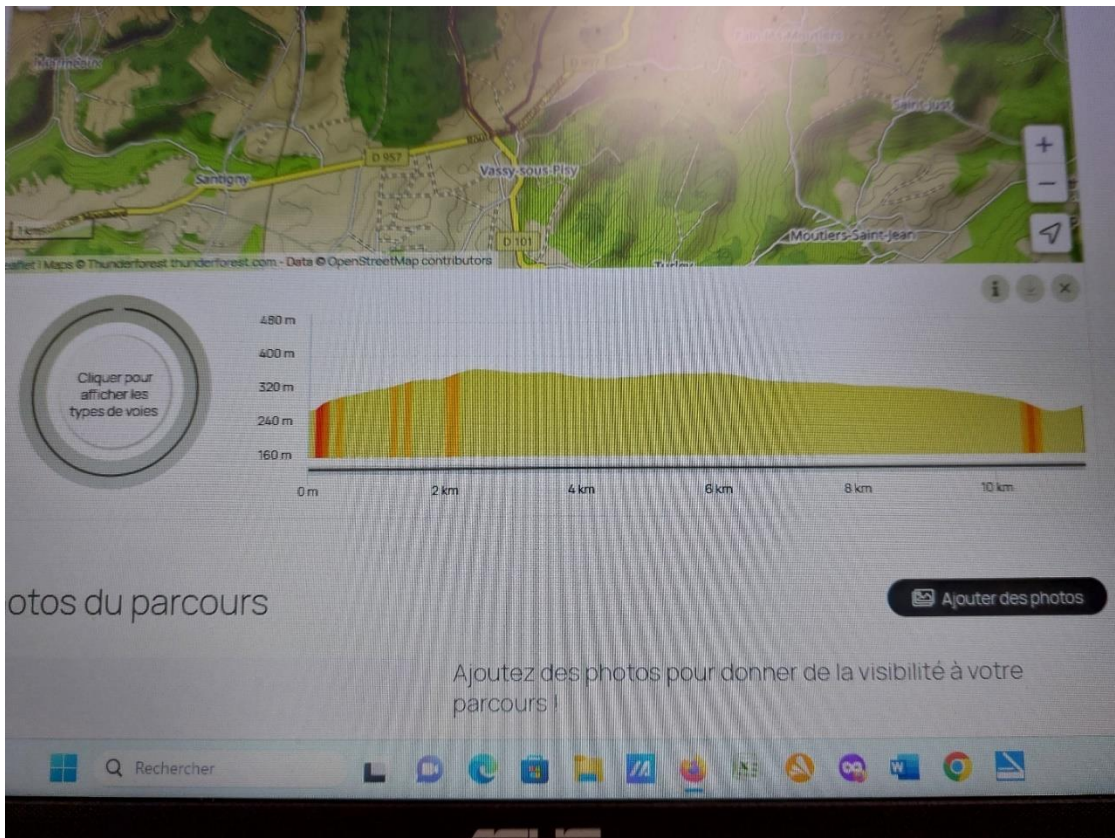 Saint-Just
D 957
Santigny
Vassy-sous-Pisy
Moutiers-Saint-Jean
D 101
1 km
Maps © Thunderforest thunderforest.com - Data © OpenStreetMap contributors
+
−
i
480 m
400 m
320 m
240 m
160 m
Cliquer pour
afficher les
types de voies
0 m
2 km
4 km
6 km
8 km
10 km
otos du parcours
Ajouter des photos
Ajoutez des photos pour donner de la visibilité à votre
parcours !
Rechercher